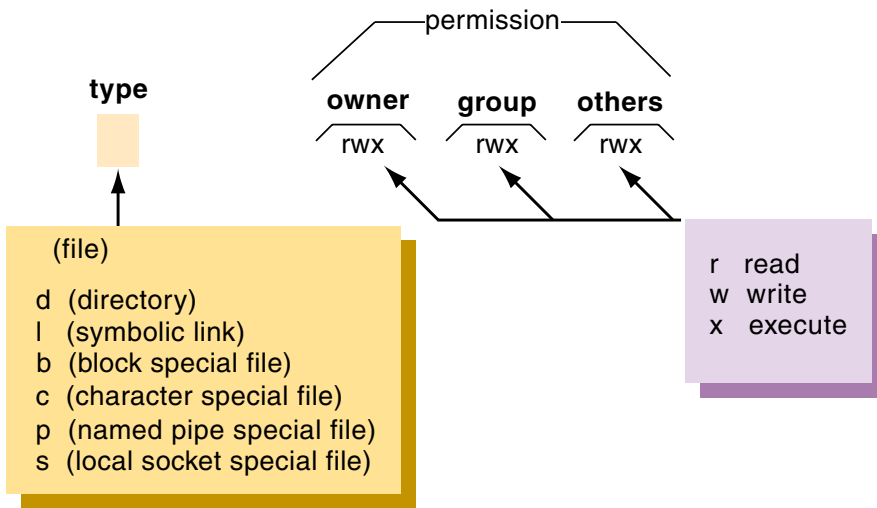 permission
type
owner group others
rwx rwx rwx
(file)
d (directory)
l (symbolic link)
b (block special file)
c (character special file)
p (named pipe special file)
s (local socket special file)
r read
w write
x execute